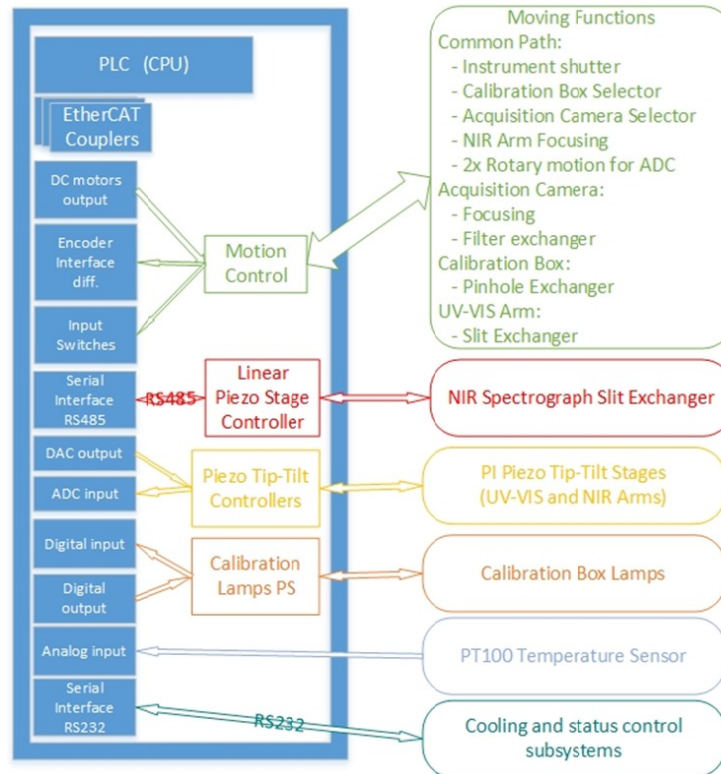 PLC (CPU)
EtherCAT
Couplers
DC motors
output
Encoder
Interface
diff.
Input
Switches
Serial
Interface
RS485
DAC output
ADC input
Digital input
Digital
output
Analog input
Serial
Interface
RS232
Motion
Control
RS485
Linear
Piezo Stage
Controller
Piezo Tip-Tilt
Controllers
Calibration
Lamps PS
RS232
Moving Functions
Common Path:
- Instrument shutter
- Calibration Box Selector
- Acquisition Camera Selector
- NIR Arm Focusing
- 2x Rotary motion for ADC
Acquisition Camera:
- Focusing
- Filter exchanger
Calibration Box:
- Pinhole Exchanger
UV-VIS Arm:
- Slit Exchanger
NIR Spectrograph Slit Exchanger
PI Piezo Tip-Tilt Stages
(UV-VIS and NIR Arms)
Calibration Box Lamps
PT100 Temperature Sensor
Cooling and status control
subsystems